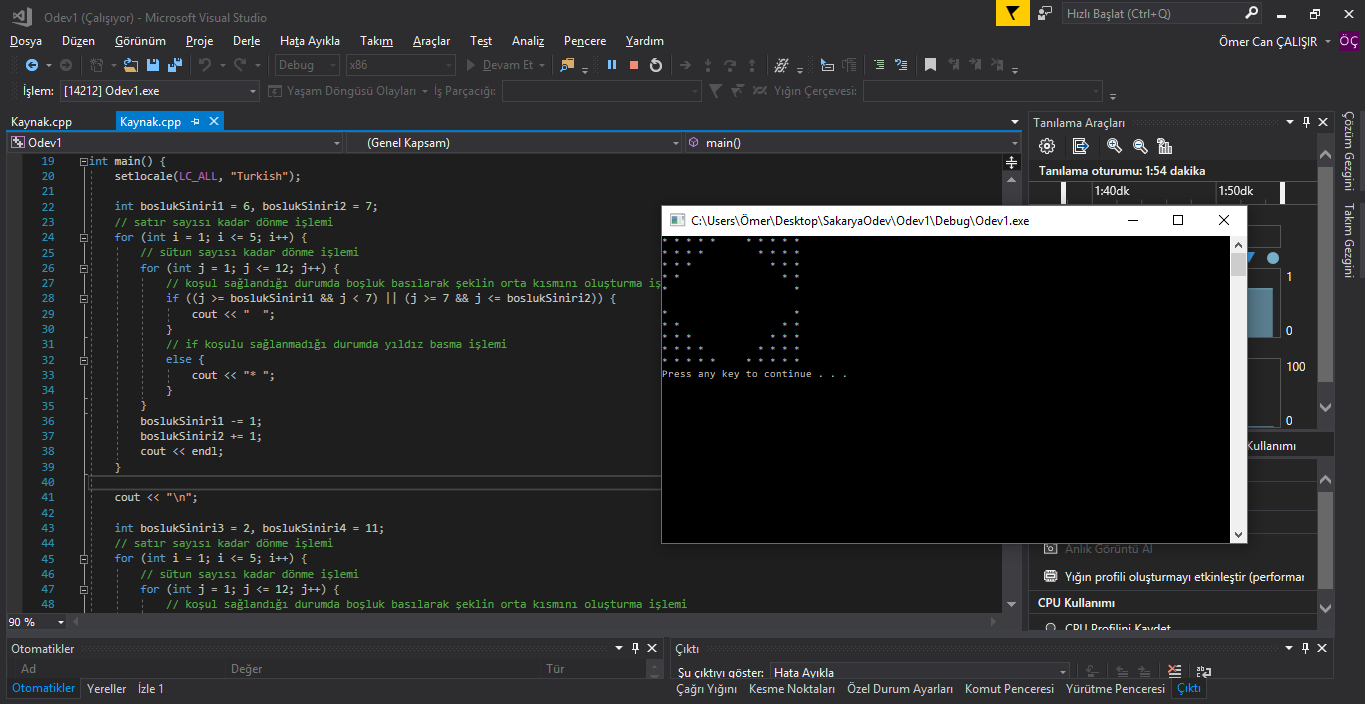 Odev1 (Çalışıyor) - Microsoft Visual Studio
Hızlı Başlat (Ctrl+Q)
Dosya Düzen Görünüm Proje Derle Hata Ayıkla Takım Araçlar Test Analiz Pencere Yardım
Ömer Can ÇALIŞIR ÖÇ
Debug x86 Devam Et
İşlem: [14212] Odev1.exe Yaşam Döngüsü Olayları İş Parçacığı: Yığın Çerçevesi:
Kaynak.cpp Kaynak.cpp
Odev1 (Genel Kapsam) main()
19 int main() {
20 setlocale(LC_ALL, "Turkish");
21
22 int boslukSiniri1 = 6, boslukSiniri2 = 7;
23 // satır sayısı kadar dönme işlemi
24 for (int i = 1; i <= 5; i++) {
25 // sütun sayısı kadar dönme işlemi
26 for (int j = 1; j <= 12; j++) {
27 // koşul sağlandığı durumda boşluk basılarak şeklin orta kısmını oluşturma iş
28 if ((j >= boslukSiniri1 && j < 7) || (j >= 7 && j <= boslukSiniri2)) {
29 cout << "  ";
30 }
31 // if koşulu sağlanmadığı durumda yıldız basma işlemi
32 else {
33 cout << "* ";
34 }
35 }
36 boslukSiniri1 -= 1;
37 boslukSiniri2 += 1;
38 cout << endl;
39 }
40
41 cout << "\n";
42
43 int boslukSiniri3 = 2, boslukSiniri4 = 11;
44 // satır sayısı kadar dönme işlemi
45 for (int i = 1; i <= 5; i++) {
46 // sütun sayısı kadar dönme işlemi
47 for (int j = 1; j <= 12; j++) {
48 // koşul sağlandığı durumda boşluk basılarak şeklin orta kısmını oluşturma işlemi
90 %
C:\Users\Ömer\Desktop\SakaryaOdev\Odev1\Debug\Odev1.exe
* * * * *     * * * * *
* * * *         * * * *
* * *             * * *
* *                 * *
*                     *

*                     *
* *                 * *
* * *             * * *
* * * *         * * * *
* * * * *     * * * * *
Press any key to continue . . .
Tanılama Araçları
Tanılama oturumu: 1:54 dakika
1:40dk 1:50dk
1
0
100
0
Kullanımı
Anlık Görüntü Al
Yığın profili oluşturmayı etkinleştir (performar
CPU Kullanımı
CPU Profilini Kaydet
Çözüm Gezgini
Takım Gezgini
Otomatikler
Ad Değer Tür
Otomatikler Yereller İzle 1
Çıktı
Şu çıktıyı göster: Hata Ayıkla
Çağrı Yığını Kesme Noktaları Özel Durum Ayarları Komut Penceresi Yürütme Penceresi Çıktı